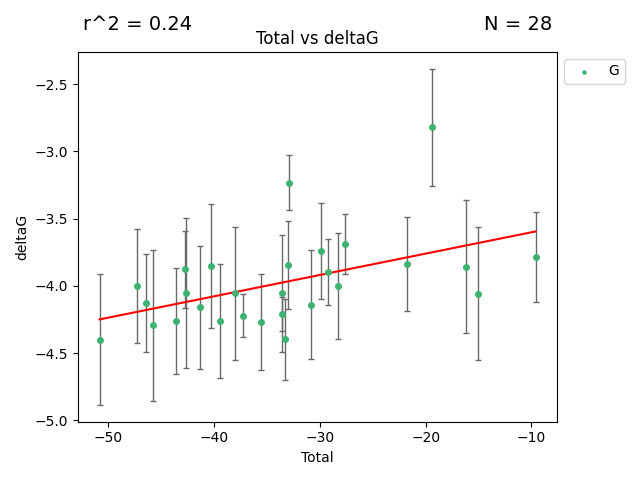 r^2 = 0.24
N = 28
Total vs deltaG
G
−2.5
−3.0
−3.5
−4.0
−4.5
−5.0
deltaG
−50
−40
−30
−20
−10
Total